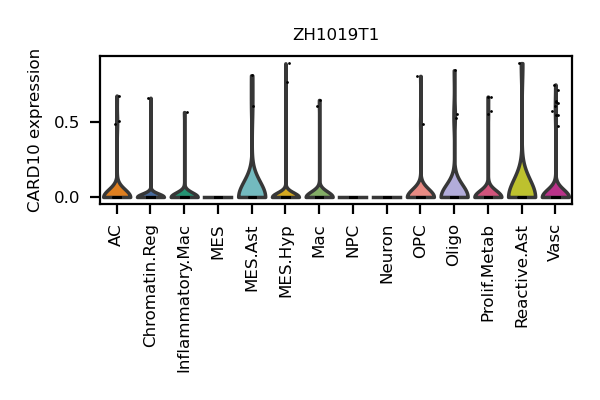 ZH1019T1
CARD10 expression
0.5
0.0
AC
Chromatin.Reg
Inflammatory.Mac
MES
MES.Ast
MES.Hyp
Mac
NPC
Neuron
OPC
Oligo
Prolif.Metab
Reactive.Ast
Vasc